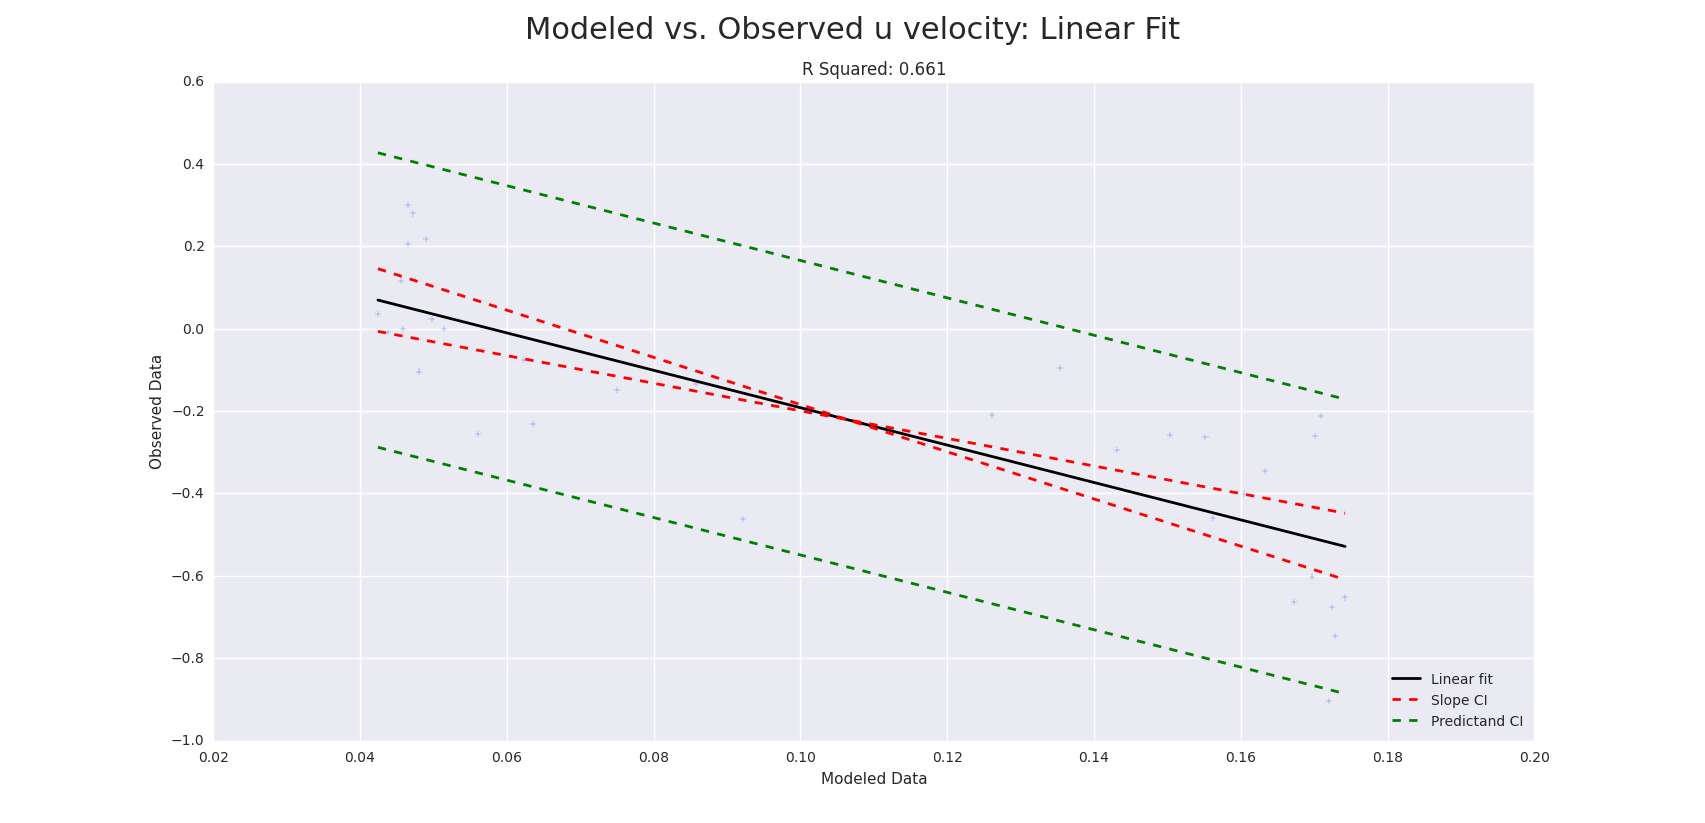 Modeled vs. Observed u velocity: Linear Fit
R Squared: 0.661
0.6
0.4
0.2
0.0
−0.2
−0.4
−0.6
−0.8
−1.0
Observed Data
Linear fit
Slope CI
Predictand CI
0.02 0.04 0.06 0.08 0.10 0.12 0.14 0.16 0.18 0.20
Modeled Data